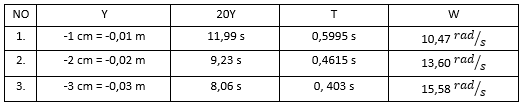 NO Y 20Y T W
1. -1 cm = -0,01 m 11,99 s 0,5995 s 10,47 rad/s
2. -2 cm = -0,02 m 9,23 s 0,4615 s 13,60 rad/s
3. -3 cm = -0,03 m 8,06 s 0, 403 s 15,58 rad/s